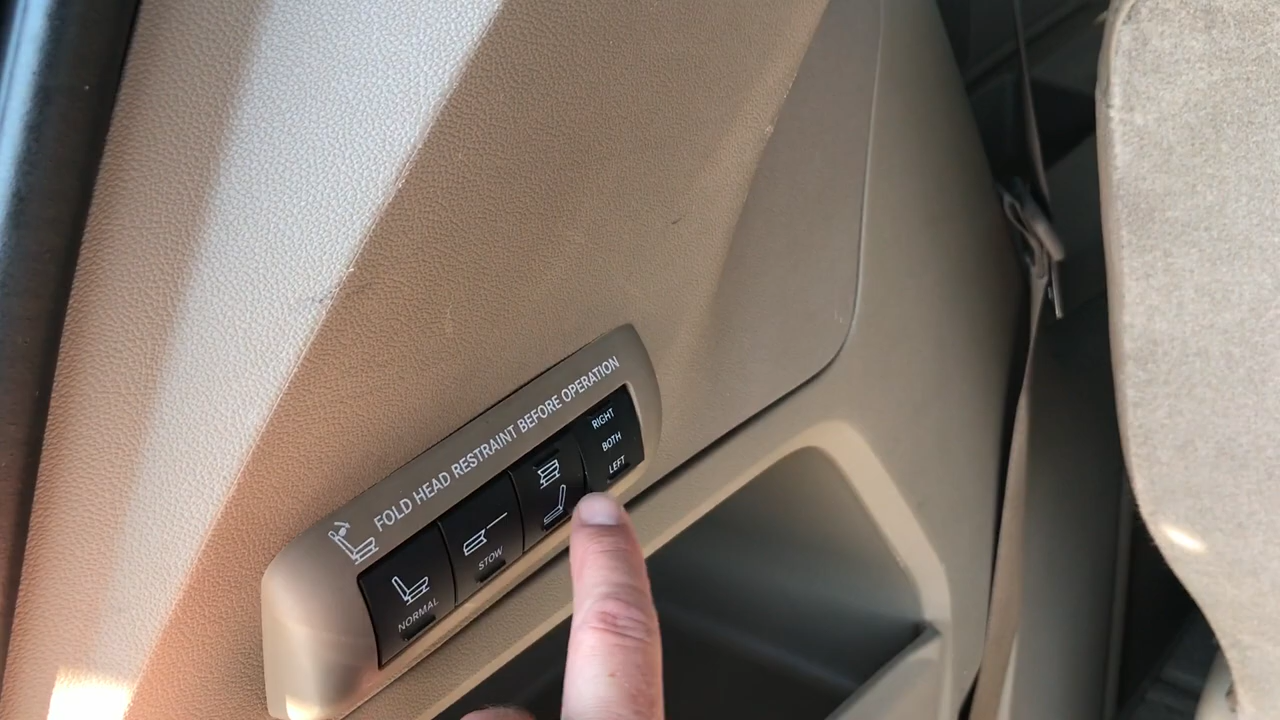 FOLD HEAD RESTRAINT BEFORE OPERATION
NORMAL
STOW
RIGHT
BOTH
LEFT